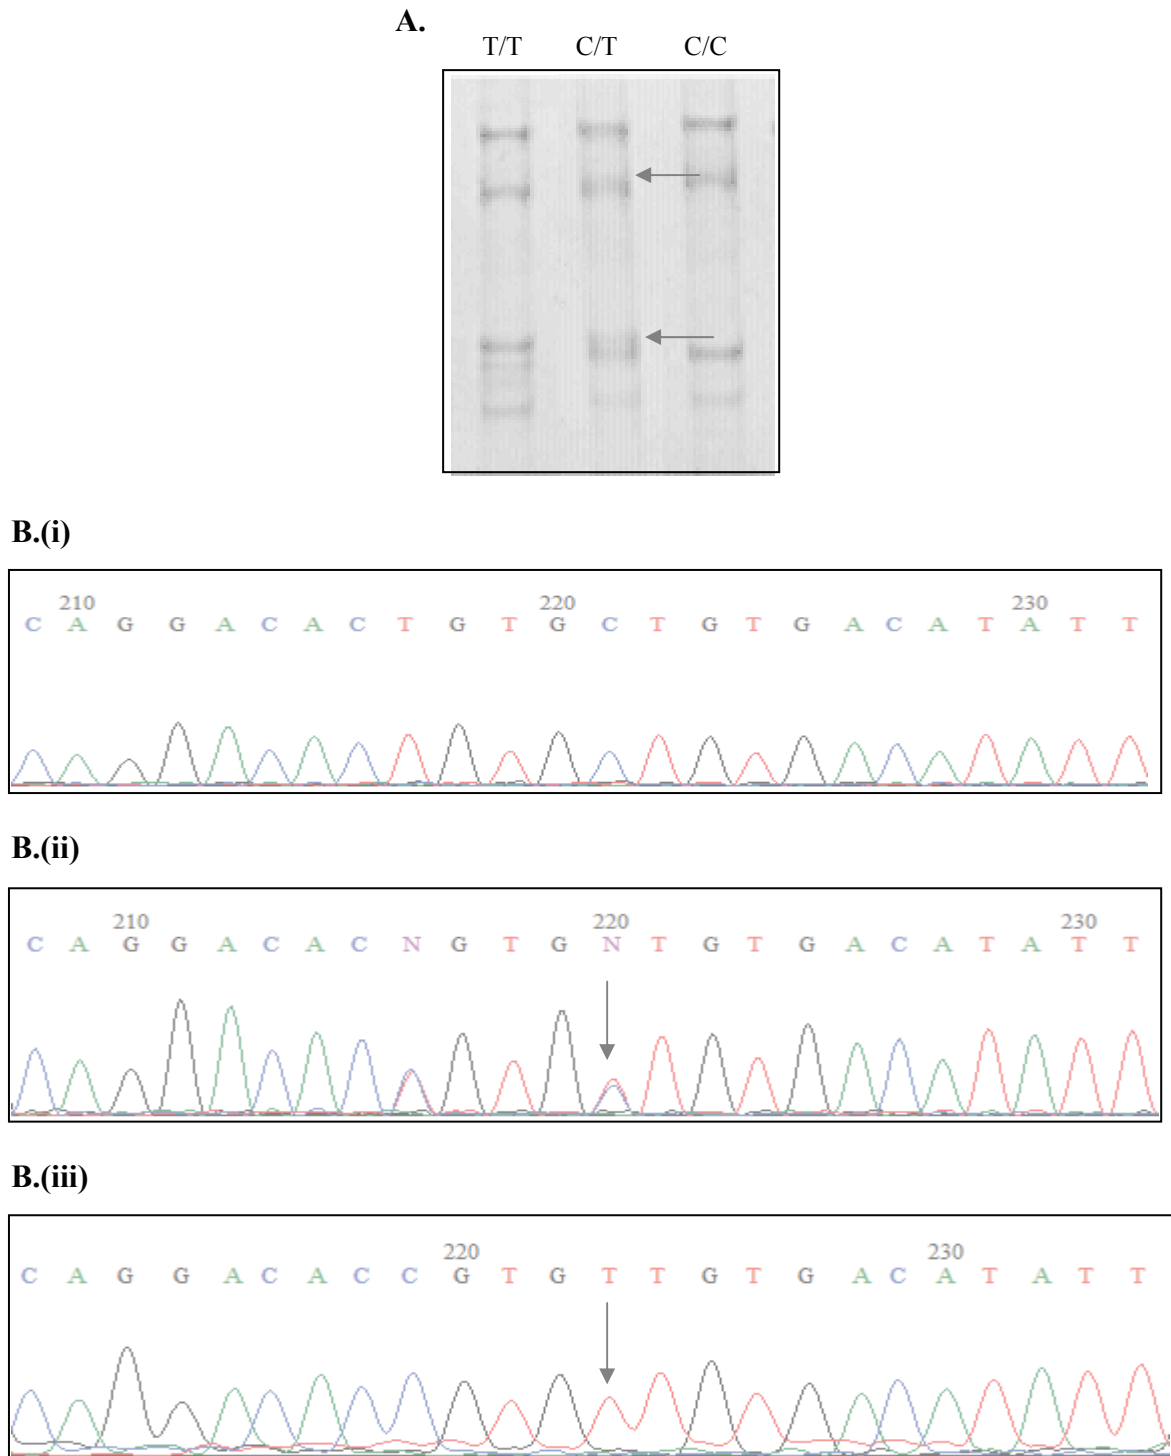 A.
T/T C/T C/C
B.(i)
210 220 230
C A G G A C A C T G T G C T G T G A C A T A T T
B.(ii)
210 220 230
C A G G A C A C N G T G N T G T G A C A T A T T
B.(iii)
220 230
C A G G A C A C C G T G T T G T G A C A T A T T